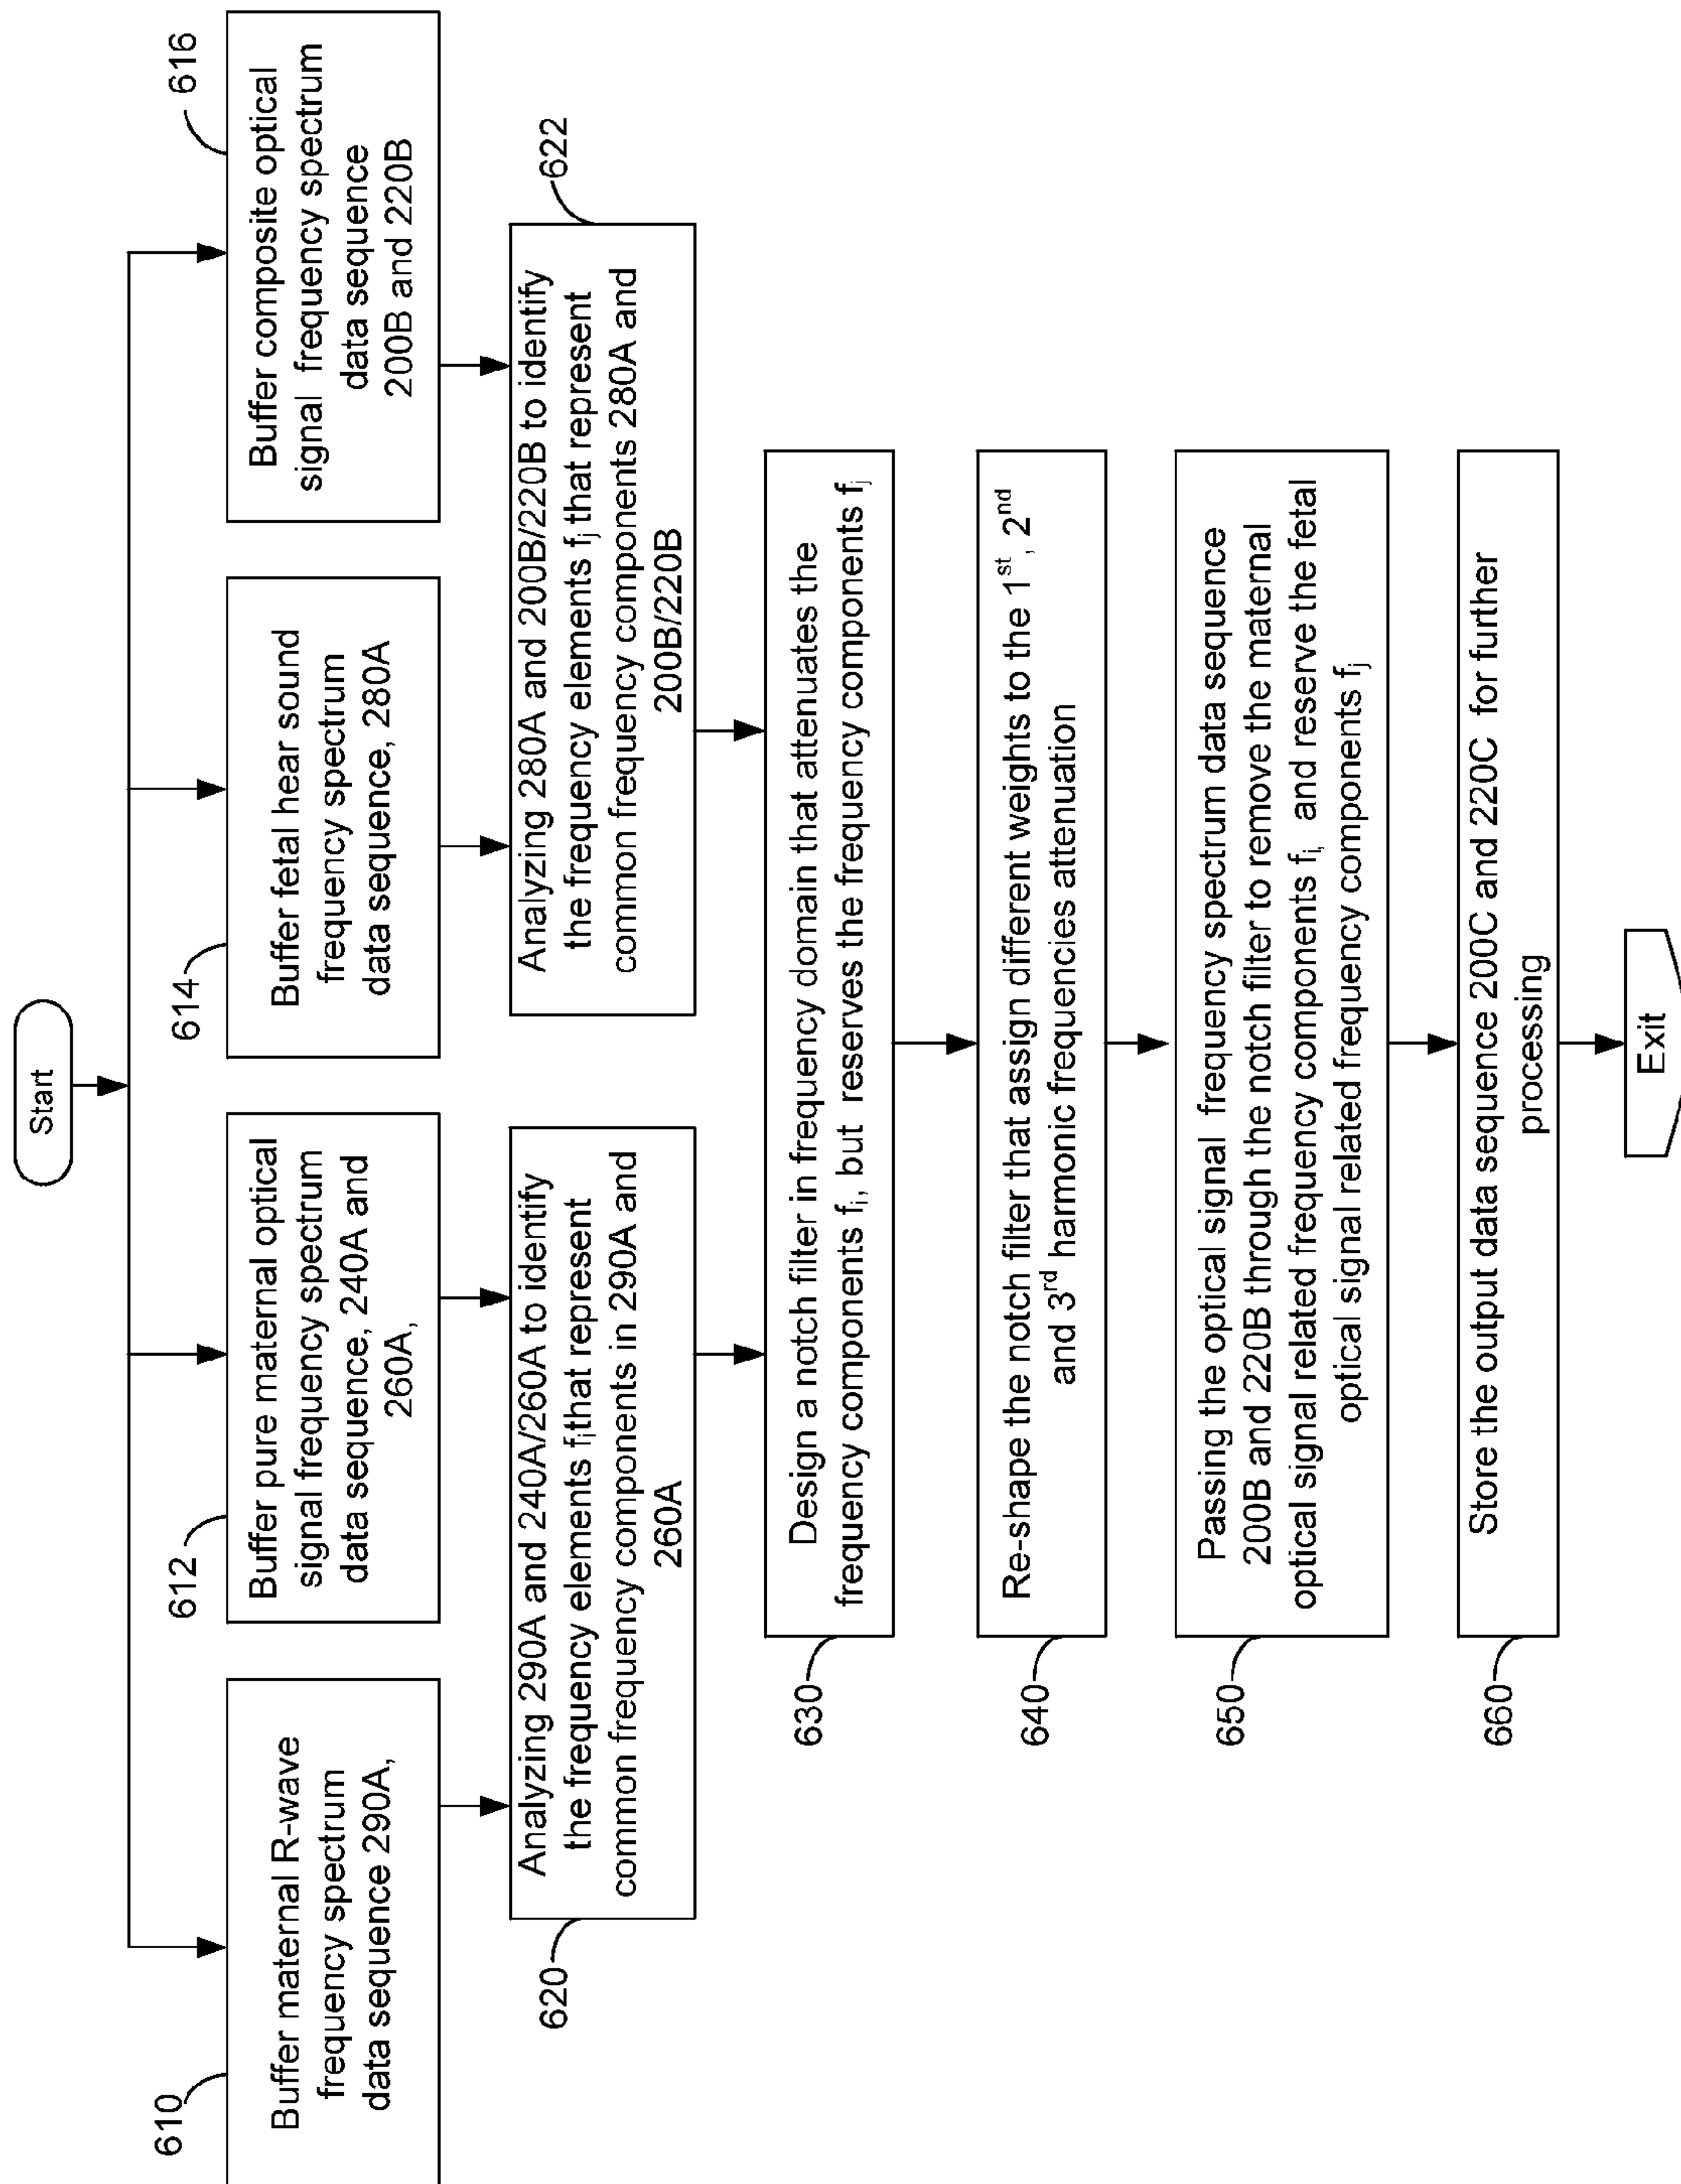 Start
610
Buffer maternal R-wave
frequency spectrum
data sequence 290A,
612
Buffer pure maternal optical
signal frequency spectrum
data sequence, 240A and
260A,
614
Buffer fetal hear sound
frequency spectrum
data sequence, 280A
616
Buffer composite optical
signal frequency spectrum
data sequence
200B and 220B
620
Analyzing 290A and 240A/260A to identify
the frequency elements fi that represent
common frequency components in 290A and
260A
622
Analyzing 280A and 200B/220B to identify
the frequency elements fj that represent
common frequency components 280A and
200B/220B
630
Design a notch filter in frequency domain that attenuates the
frequency components fi, but reserves the frequency components fj
640
Re-shape the notch filter that assign different weights to the 1st, 2nd
and 3rd harmonic frequencies attenuation
650
Passing the optical signal frequency spectrum data sequence
200B and 220B through the notch filter to remove the maternal
optical signal related frequency components fi, and reserve the fetal
optical signal related frequency components fj
660
Store the output data sequence 200C and 220C for further
processing
Exit